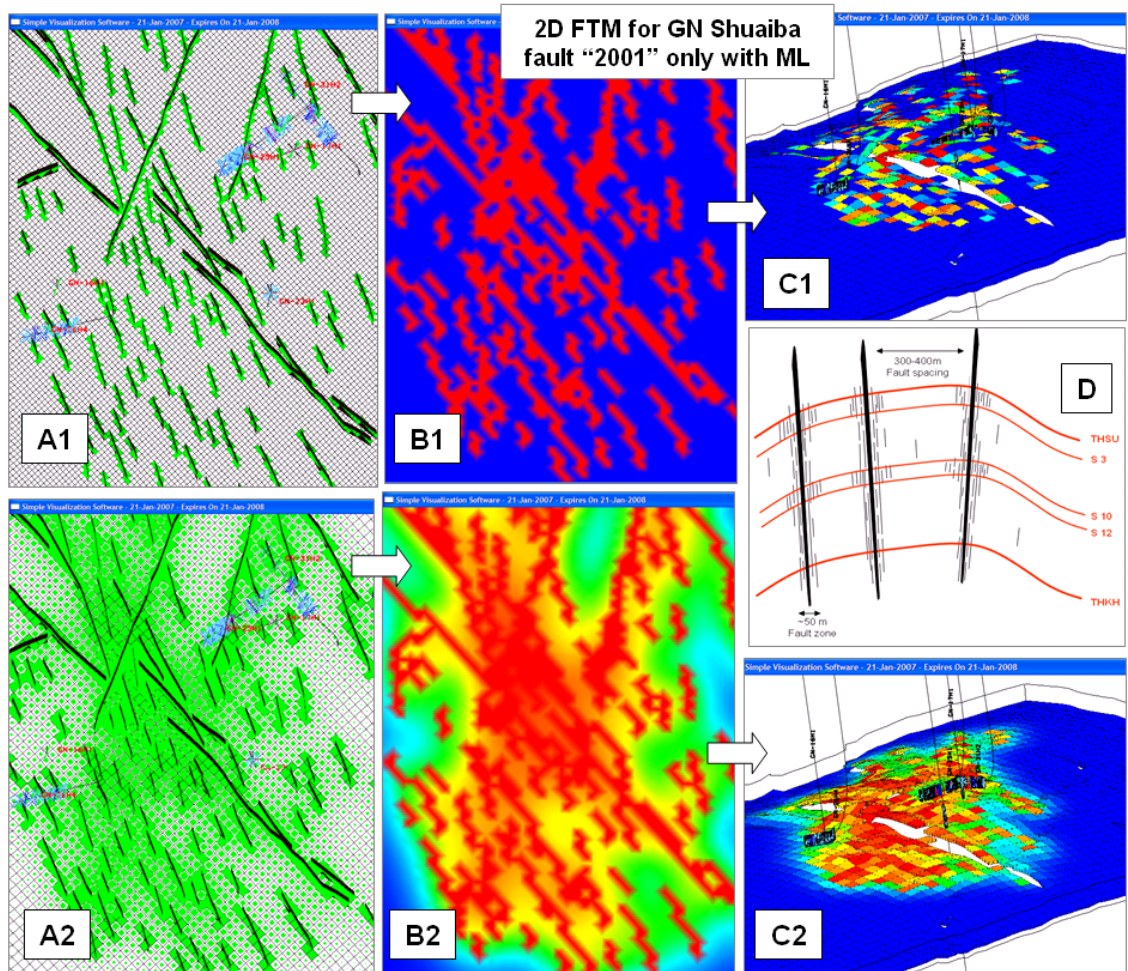 Simple Visualization Software - 21-Jan-2007 - Expires On 21-Jan-2008
2D FTM for GN Shuaiba
fault “2001” only with ML
Software - 21-Jan-2007 - Expires On 21-Jan-2008
A1
B1
C1
300-400m
Fault spacing
D
THSU
S 3
S 10
S 12
THKH
~50 m
Fault zone
Simple Visualization Software - 21-Jan-2007 - Expires On 21-Jan-2008
Simple Visualization Software - 21-Jan-2007 - Expires On 21-Jan-2008
Simple Visualization Software - 21-Jan-2007 - Expires On 21-Jan-2008
A2
B2
C2